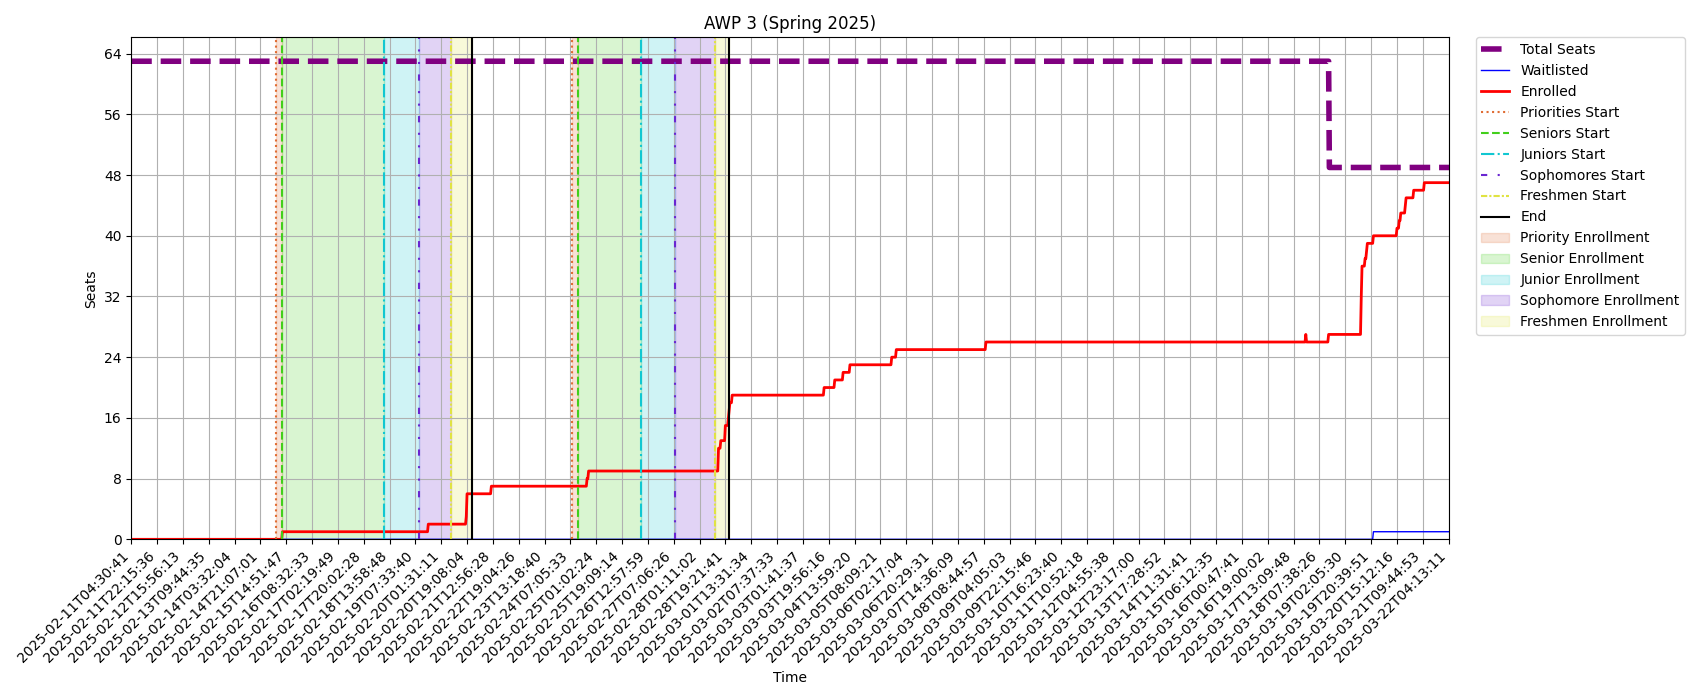 AWP 3 (Spring 2025)
Seats
64
56
48
40
32
24
16
8
0
2025-02-11T04:30:41
2025-02-11T22:15:36
2025-02-12T15:56:13
2025-02-13T09:44:35
2025-02-14T03:32:04
2025-02-14T21:07:01
2025-02-15T14:51:47
2025-02-16T08:32:33
2025-02-17T02:19:49
2025-02-17T20:02:28
2025-02-18T13:58:48
2025-02-19T07:33:40
2025-02-20T01:31:11
2025-02-20T19:08:04
2025-02-21T12:56:28
2025-02-22T19:04:26
2025-02-23T13:18:40
2025-02-24T07:05:33
2025-02-25T01:02:24
2025-02-25T19:09:14
2025-02-26T12:57:59
2025-02-27T07:06:26
2025-02-28T01:11:02
2025-02-28T19:21:41
2025-03-01T13:31:34
2025-03-02T07:37:33
2025-03-03T01:41:37
2025-03-03T19:56:16
2025-03-04T13:59:20
2025-03-05T08:09:21
2025-03-06T02:17:04
2025-03-06T20:29:31
2025-03-07T14:36:09
2025-03-08T08:44:57
2025-03-09T04:05:03
2025-03-09T22:15:46
2025-03-10T16:23:40
2025-03-11T10:52:18
2025-03-12T04:55:38
2025-03-12T23:17:00
2025-03-13T17:28:52
2025-03-14T11:31:41
2025-03-15T06:12:35
2025-03-16T00:47:41
2025-03-16T19:00:02
2025-03-17T13:09:48
2025-03-18T07:38:26
2025-03-19T02:05:30
2025-03-19T20:39:51
2025-03-20T15:12:16
2025-03-21T09:44:53
2025-03-22T04:13:11
Time
Total Seats
Waitlisted
Enrolled
Priorities Start
Seniors Start
Juniors Start
Sophomores Start
Freshmen Start
End
Priority Enrollment
Senior Enrollment
Junior Enrollment
Sophomore Enrollment
Freshmen Enrollment